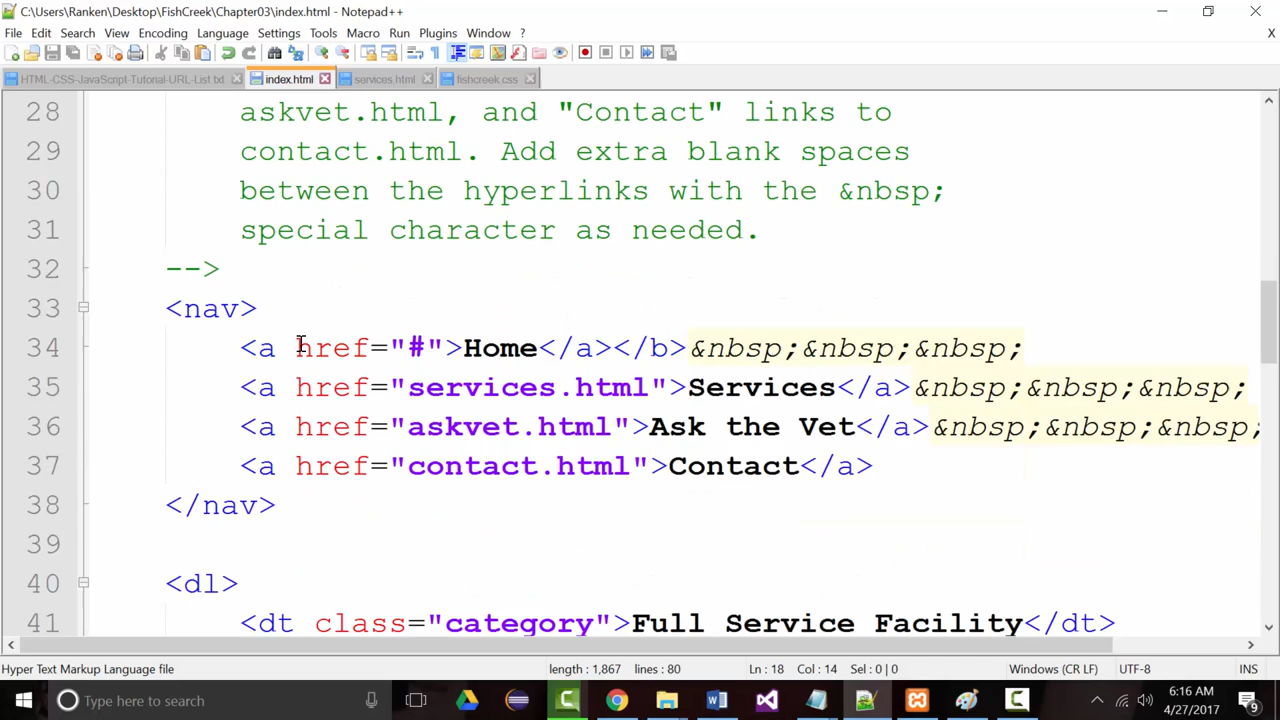 C:\Users\Ranken\Desktop\FishCreek\Chapter03\index.html - Notepad++
File Edit Search View Encoding Language Settings Tools Macro Run Plugins Window ? X
HTML-CSS-JavaScript-Tutorial-URL-List.txt index.html services.html fishcreek.css
28 askvet.html, and "Contact" links to
29 contact.html. Add extra blank spaces
30 between the hyperlinks with the &nbsp;
31 special character as needed.
32 -->
33 <nav>
34 <a href="#">Home</a></b>&nbsp;&nbsp;&nbsp;
35 <a href="services.html">Services</a>&nbsp;&nbsp;&nbsp;
36 <a href="askvet.html">Ask the Vet</a>&nbsp;&nbsp;&nbsp;
37 <a href="contact.html">Contact</a>
38 </nav>
39
40 <dl>
41 <dt class="category">Full Service Facility</dt>
Hyper Text Markup Language file length : 1,867 lines : 80 Ln : 18 Col : 14 Sel : 0 | 0 Windows (CR LF) UTF-8 INS
Ask me anything 6:16 AM
4/27/2017 9